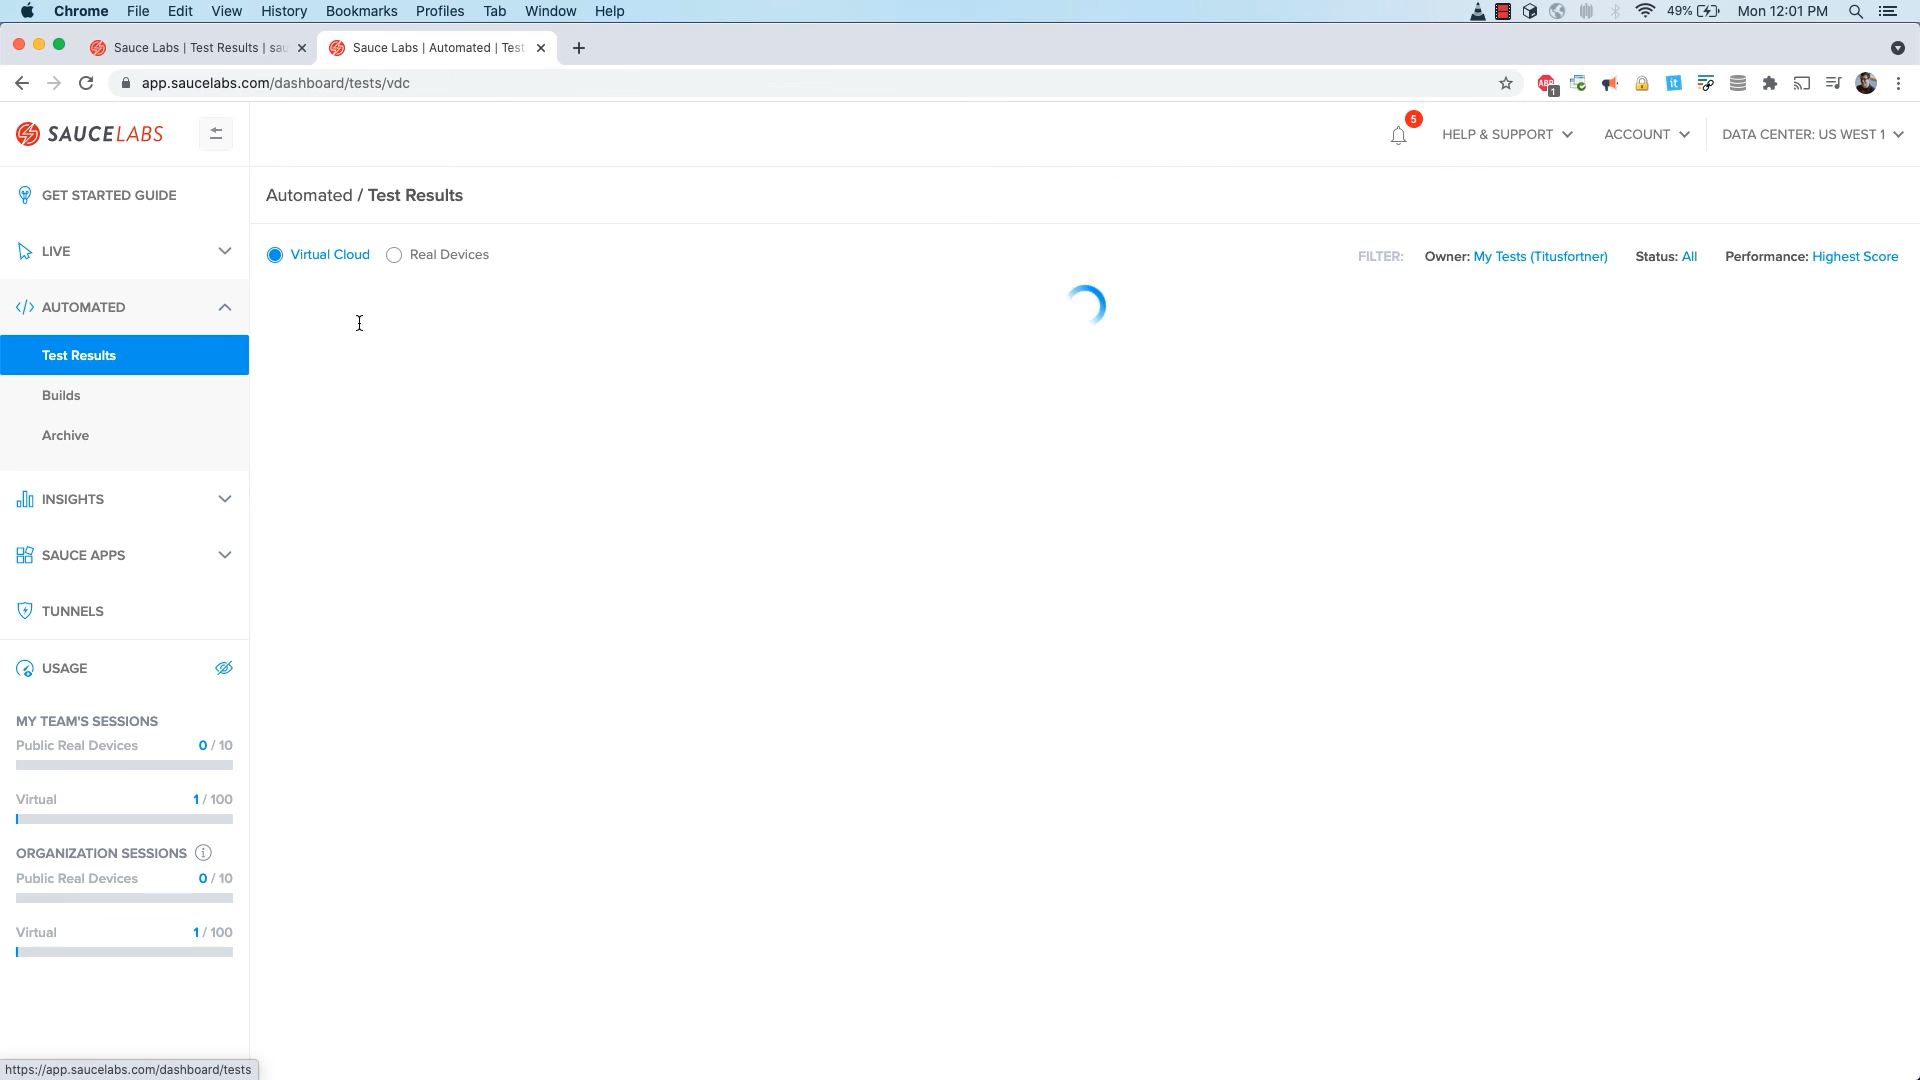 Chrome File Edit View History Bookmarks Profiles Tab Window Help 49% Mon 12:01 PM
Sauce Labs | Test Results | sau Sauce Labs | Automated | Test
app.saucelabs.com/dashboard/tests/vdc ABP 1 it
SAUCELABS 5 HELP & SUPPORT ACCOUNT DATA CENTER: US WEST 1
GET STARTED GUIDE Automated / Test Results
LIVE Virtual Cloud Real Devices FILTER: Owner: My Tests (Titusfortner) Status: All Performance: Highest Score
AUTOMATED
Test Results
Builds
Archive
INSIGHTS
SAUCE APPS
TUNNELS
USAGE
MY TEAM'S SESSIONS
Public Real Devices 0 / 10
Virtual 1 / 100
ORGANIZATION SESSIONS
Public Real Devices 0 / 10
Virtual 1 / 100
https://app.saucelabs.com/dashboard/tests